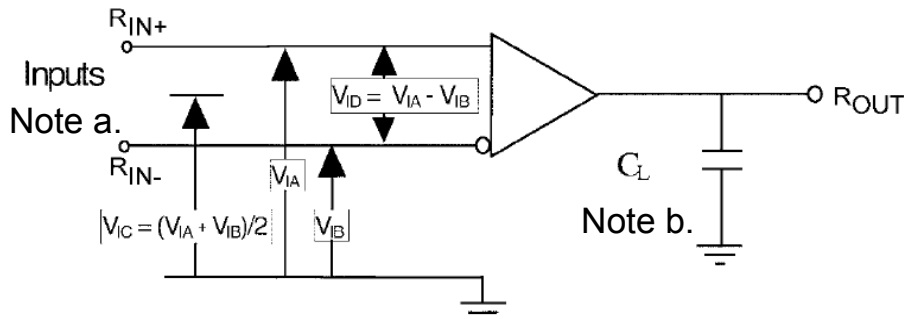 RIN+
Inputs
Note a.
RIN-
VID = VIA - VIB
VIA
VIC = (VIA + VIB)/2
VIB
ROUT
CL
Note b.